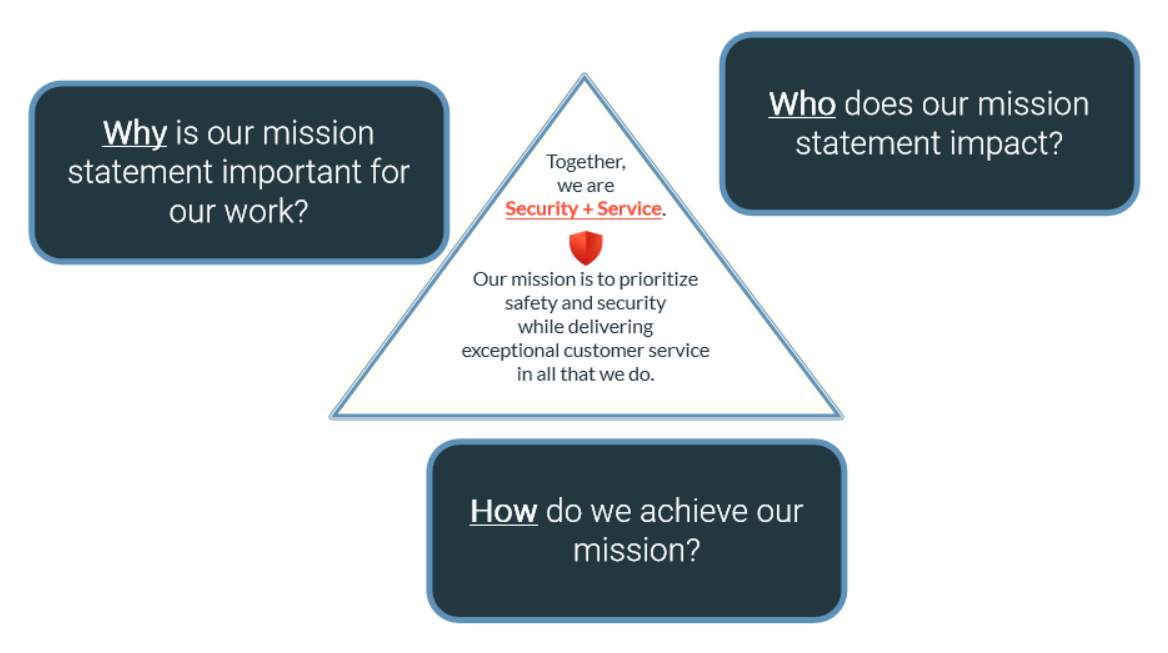 Why is our mission
statement important for
our work?
Who does our mission
statement impact?
Together,
we are
Security + Service.
Our mission is to prioritize
safety and security
while delivering
exceptional customer service
in all that we do.
How do we achieve our
mission?